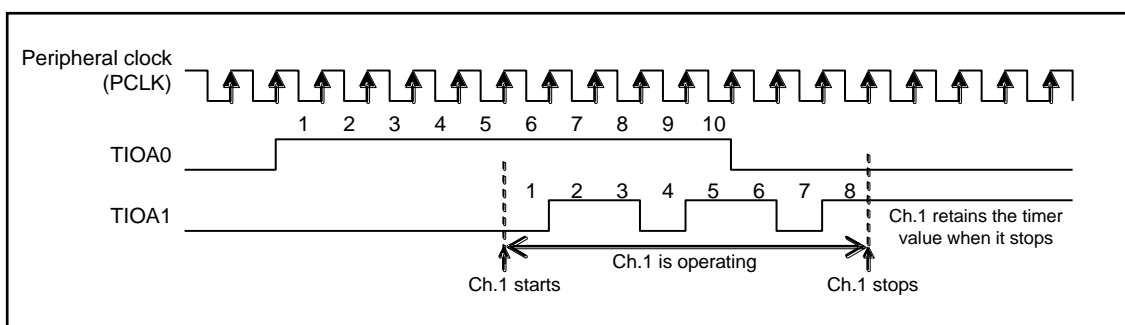 Peripheral clock
(PCLK)
1 2 3 4 5 6 7 8 9 10
TIOA0
1 2 3 4 5 6 7 8
TIOA1
Ch.1 retains the timer
value when it stops
Ch.1 is operating
Ch.1 starts
Ch.1 stops